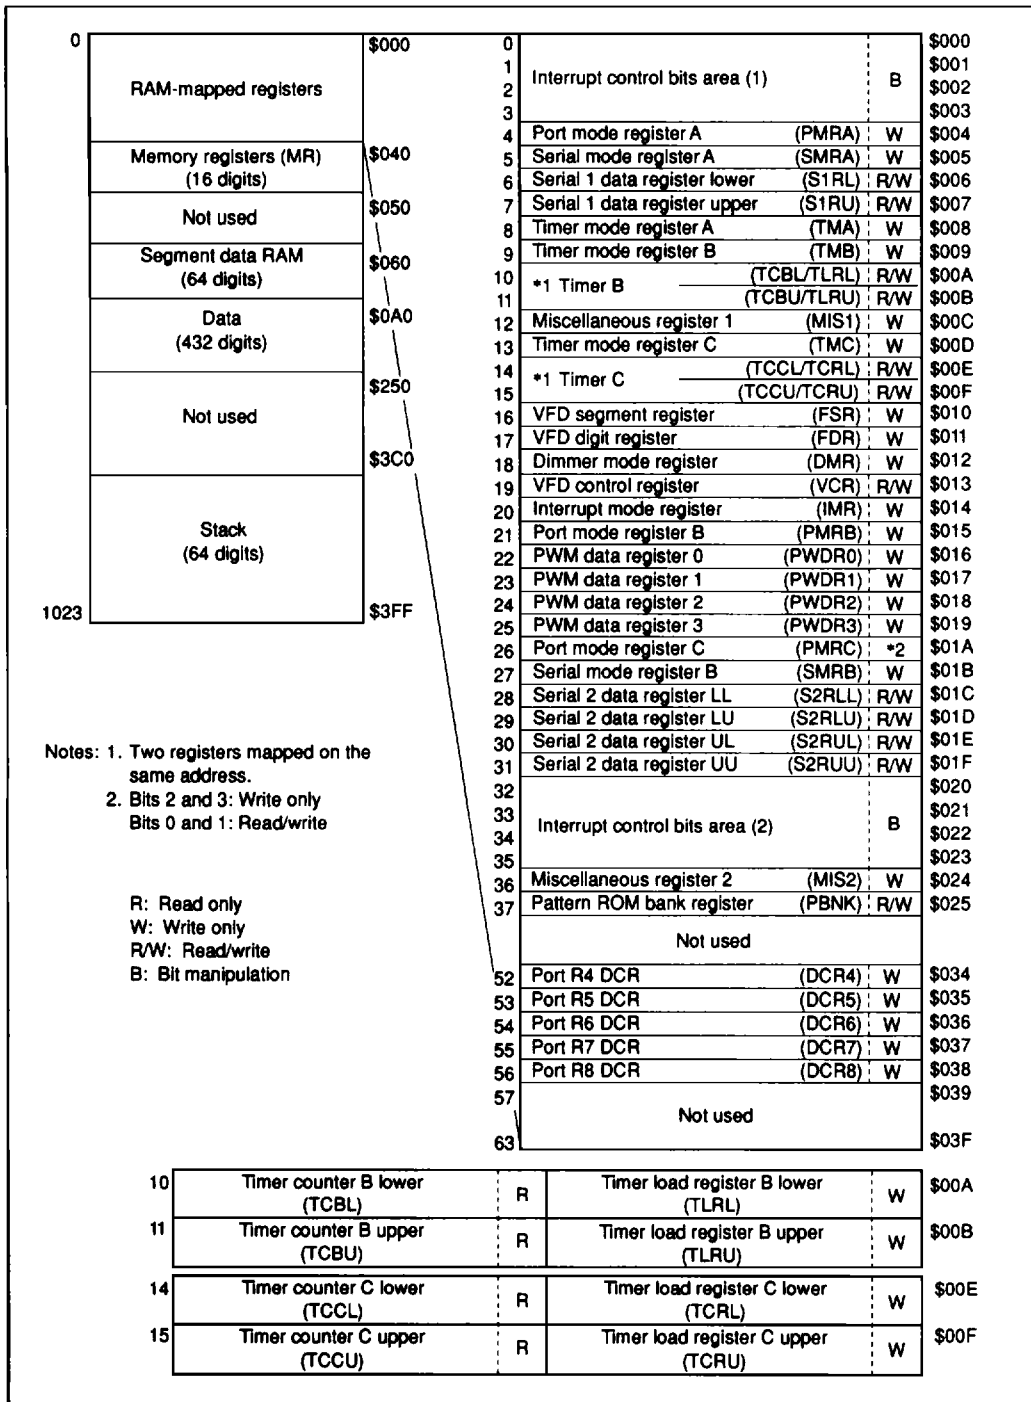 0 $000
RAM-mapped registers
Memory registers (MR) $040
(16 digits)
Not used $050
Segment data RAM $060
(64 digits)
Data $0A0
(432 digits)
$250
Not used
$3C0
Stack
(64 digits)
1023 $3FF
Notes: 1. Two registers mapped on the
same address.
2. Bits 2 and 3: Write only
Bits 0 and 1: Read/write
R: Read only
W: Write only
R/W: Read/write
B: Bit manipulation
0 $000
1 Interrupt control bits area (1) B $001
2 $002
3 $003
4 Port mode register A (PMRA) W $004
5 Serial mode register A (SMRA) W $005
6 Serial 1 data register lower (S1RL) R/W $006
7 Serial 1 data register upper (S1RU) R/W $007
8 Timer mode register A (TMA) W $008
9 Timer mode register B (TMB) W $009
10 *1 Timer B (TCBL/TLRL) R/W $00A
11 (TCBU/TLRU) R/W $00B
12 Miscellaneous register 1 (MIS1) W $00C
13 Timer mode register C (TMC) W $00D
14 *1 Timer C (TCCL/TCRL) R/W $00E
15 (TCCU/TCRU) R/W $00F
16 VFD segment register (FSR) W $010
17 VFD digit register (FDR) W $011
18 Dimmer mode register (DMR) W $012
19 VFD control register (VCR) R/W $013
20 Interrupt mode register (IMR) W $014
21 Port mode register B (PMRB) W $015
22 PWM data register 0 (PWDR0) W $016
23 PWM data register 1 (PWDR1) W $017
24 PWM data register 2 (PWDR2) W $018
25 PWM data register 3 (PWDR3) W $019
26 Port mode register C (PMRC) *2 $01A
27 Serial mode register B (SMRB) W $01B
28 Serial 2 data register LL (S2RLL) R/W $01C
29 Serial 2 data register LU (S2RLU) R/W $01D
30 Serial 2 data register UL (S2RUL) R/W $01E
31 Serial 2 data register UU (S2RUU) R/W $01F
32 $020
33 Interrupt control bits area (2) B $021
34 $022
35 $023
36 Miscellaneous register 2 (MIS2) W $024
37 Pattern ROM bank register (PBNK) R/W $025
Not used
52 Port R4 DCR (DCR4) W $034
53 Port R5 DCR (DCR5) W $035
54 Port R6 DCR (DCR6) W $036
55 Port R7 DCR (DCR7) W $037
56 Port R8 DCR (DCR8) W $038
57 $039
Not used
63 $03F
10 Timer counter B lower R Timer load register B lower W $00A
(TCBL) (TLRL)
11 Timer counter B upper R Timer load register B upper W $00B
(TCBU) (TLRU)
14 Timer counter C lower R Timer load register C lower W $00E
(TCCL) (TCRL)
15 Timer counter C upper R Timer load register C upper W $00F
(TCCU) (TCRU)